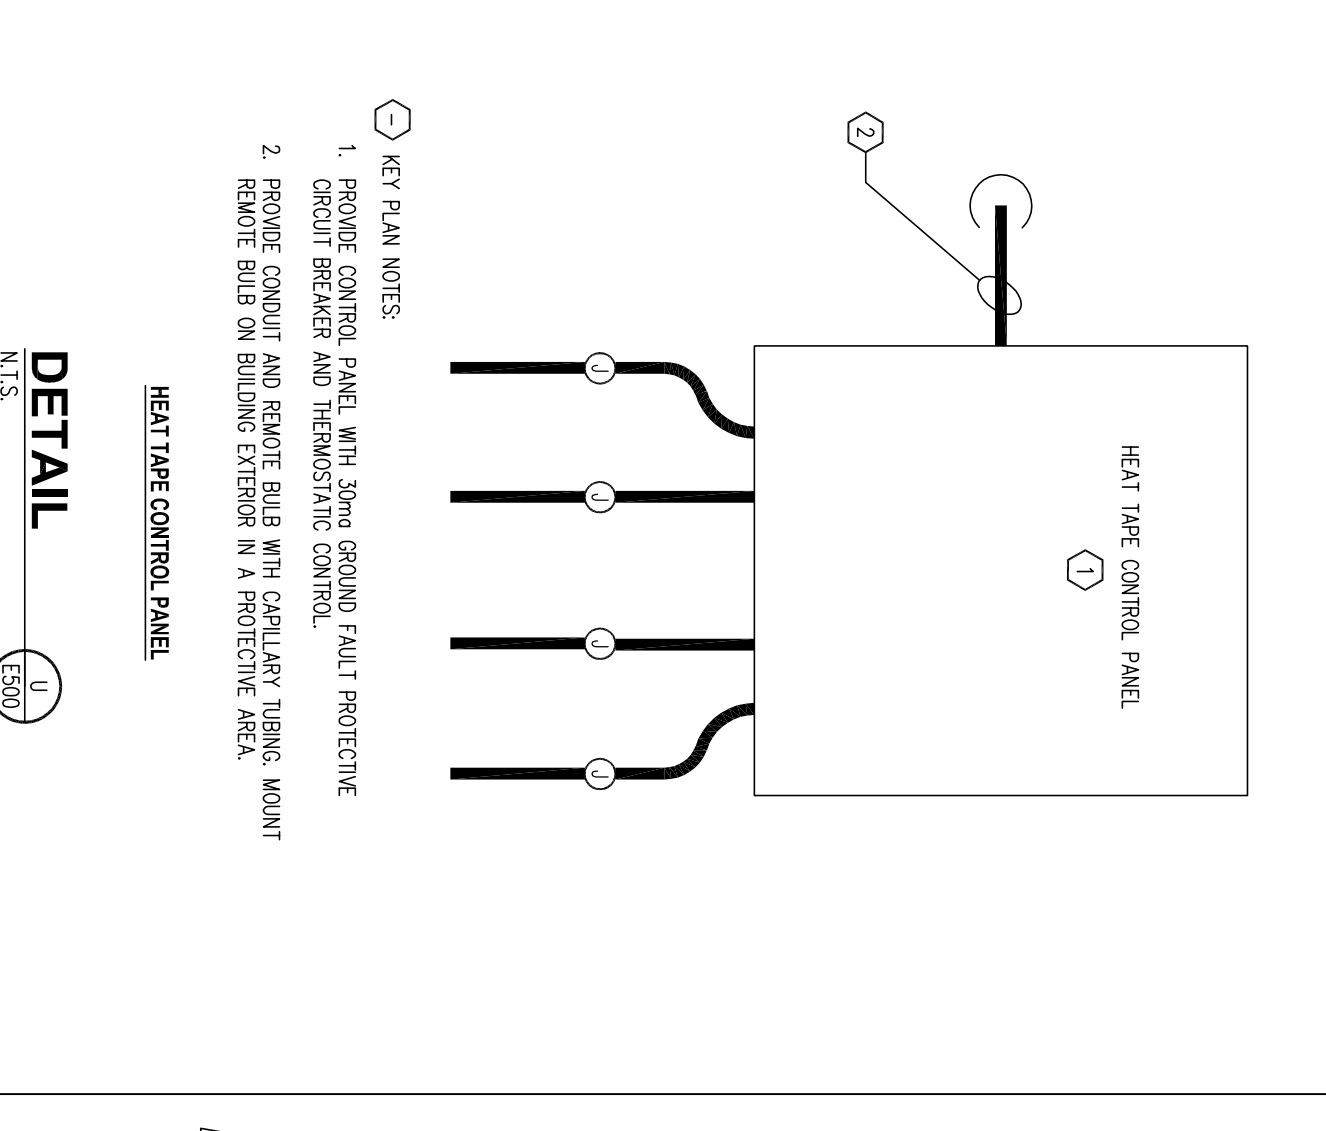 HEAT TAPE CONTROL PANEL
1
2
J
J
J
J
– KEY PLAN NOTES:
1. PROVIDE CONTROL PANEL WITH 30ma GROUND FAULT PROTECTIVE
CIRCUIT BREAKER AND THERMOSTATIC CONTROL.
2. PROVIDE CONDUIT AND REMOTE BULB WITH CAPILLARY TUBING. MOUNT
REMOTE BULB ON BUILDING EXTERIOR IN A PROTECTIVE AREA.
HEAT TAPE CONTROL PANEL
DETAIL
U
N.T.S.
E500